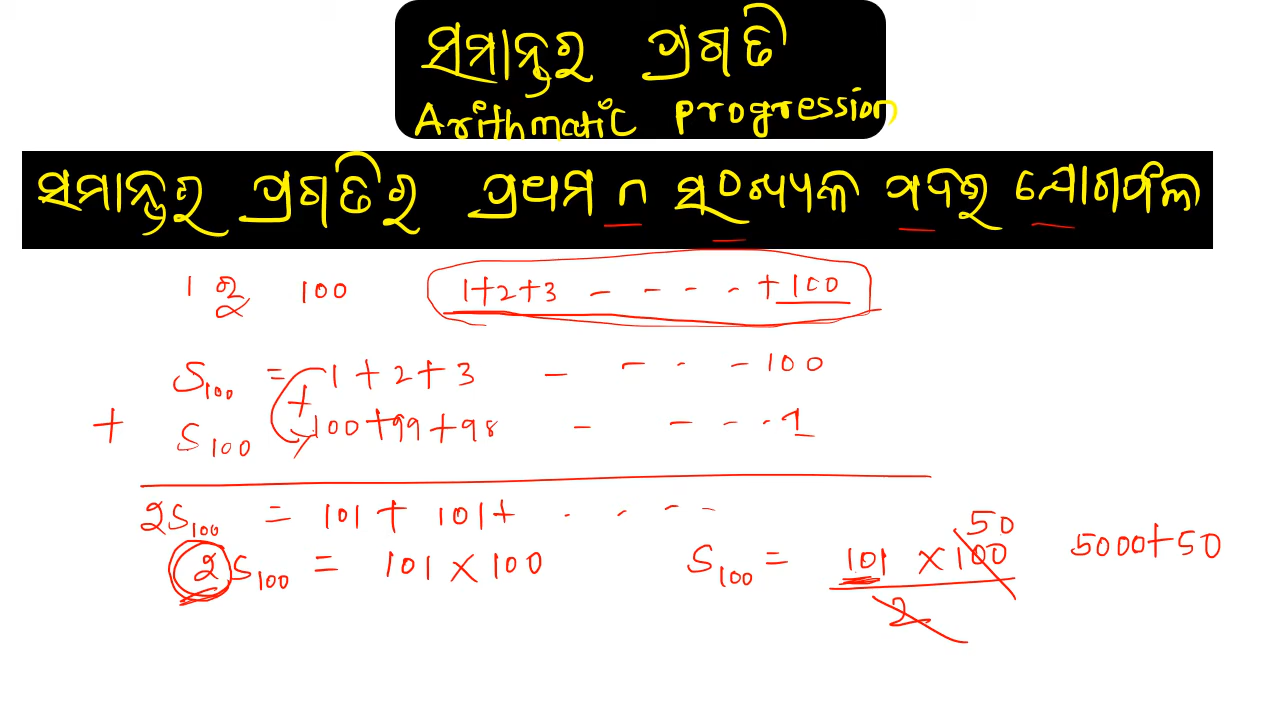 ସମାନ୍ତର ପ୍ରଗତି
Arithmatic progression
ସମାନ୍ତର ପ୍ରଗତିର ପ୍ରଥମ n ସଂଖ୍ୟକ ପଦର ଯୋଗଫଳ
1 ରୁ 100 1+2+3 - - - - +100
S₁₀₀ = 1 + 2 + 3 - - - - 100
+ S₁₀₀ + 100+99+98 - - - - 1
2S₁₀₀ = 101 + 101+ . . . .
50
2S₁₀₀ = 101 × 100 S₁₀₀ = 101 × 100 5000+50
2